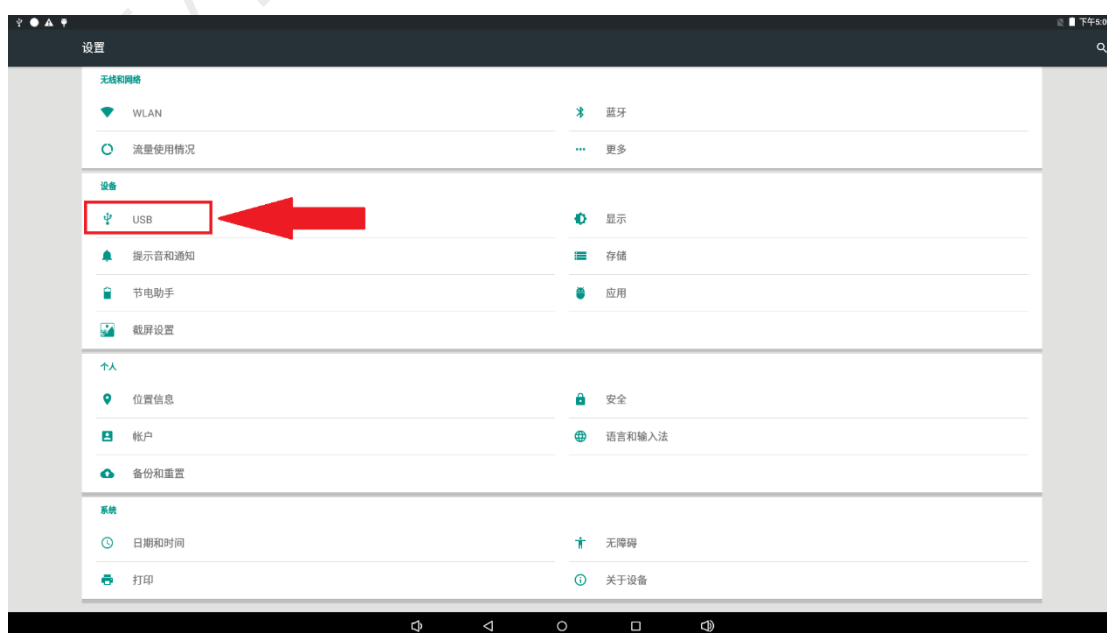 下午5:0
设置
无线和网络
WLAN
蓝牙
流量使用情况
更多
设备
USB
显示
提示音和通知
存储
节电助手
应用
截屏设置
个人
位置信息
安全
帐户
语言和输入法
备份和重置
系统
日期和时间
无障碍
打印
关于设备